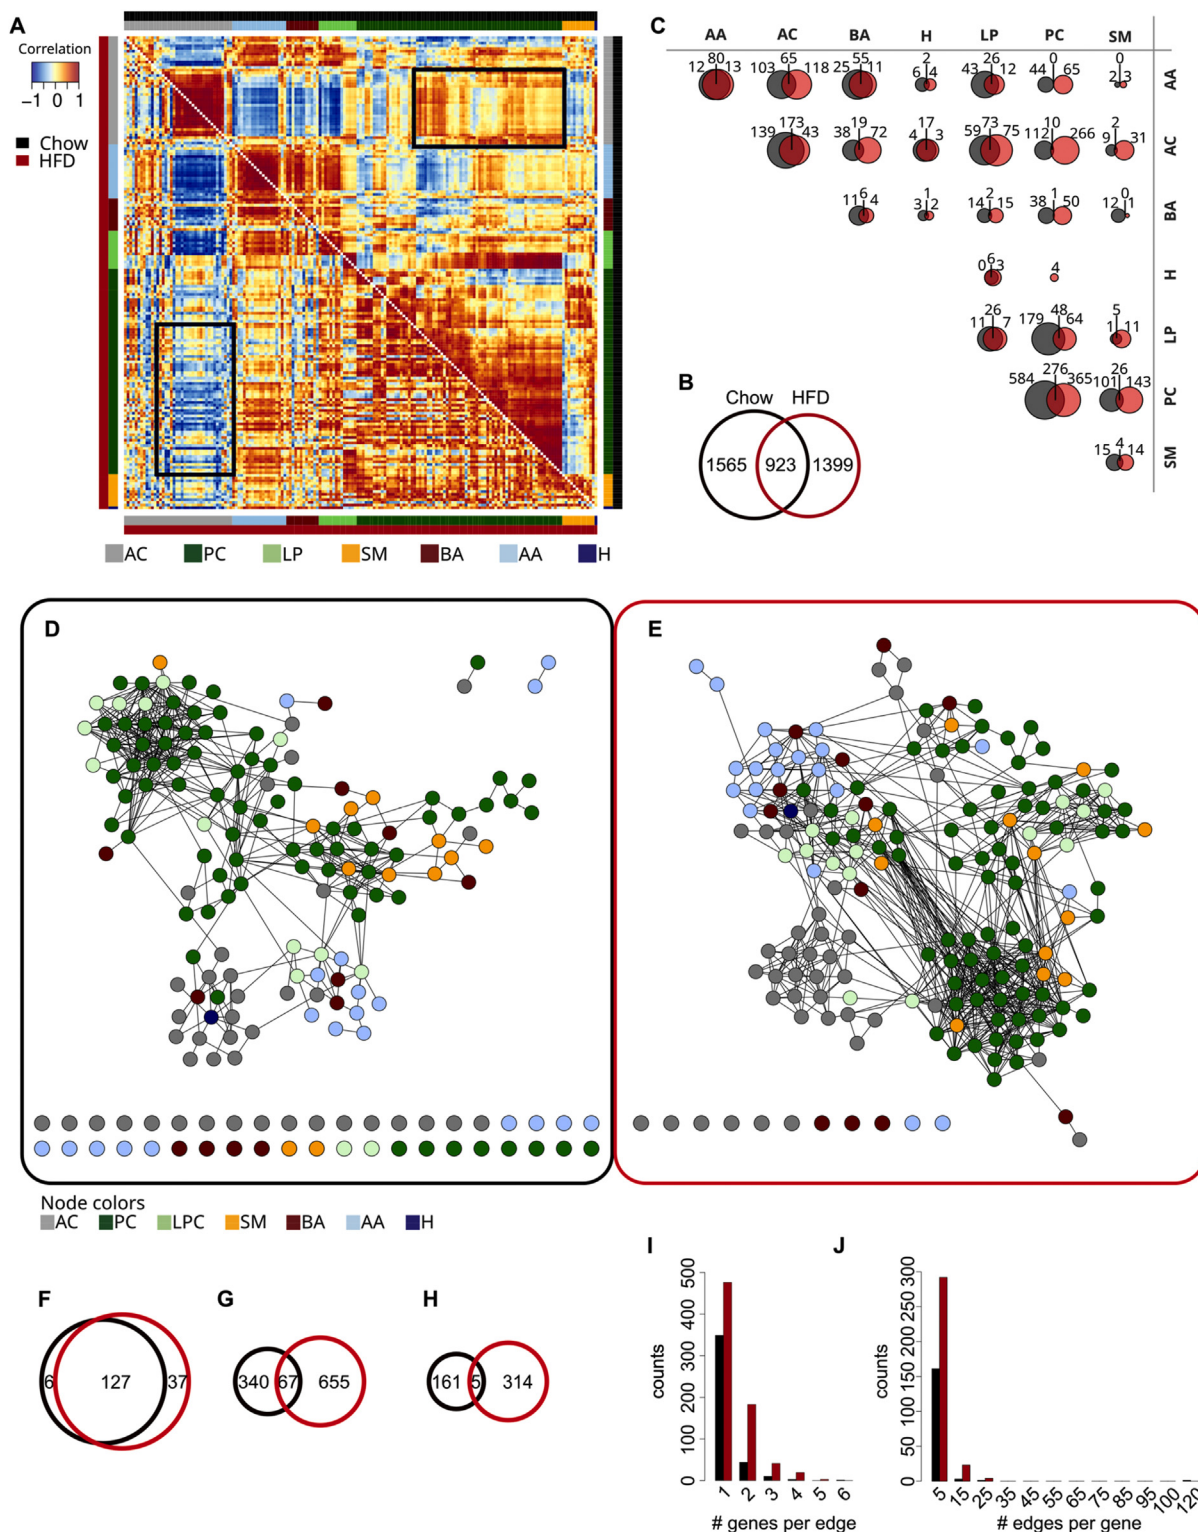 A
Correlation
−1 0 1
Chow
HFD
AC PC LP SM BA AA H
C
AA AC BA H LP PC SM
80 65 55 2 26 0 0
12 13 103 118 25 11 6 4 43 12 44 65 2 3
AA
173 19 17 73 10 2
139 43 38 72 4 3 59 75 112 266 9 31
AC
6 1 2 1 0
11 4 3 2 14 15 38 50 12 1
BA
6
0 3 4
H
26 48 5
11 7 179 64 1 11
LP
276 26
584 365 101 143
PC
4
15 14
SM
B
Chow HFD
1565 923 1399
D
E
Node colors
AC PC LPC SM BA AA H
F
6 127 37
G
340 67 655
H
161 5 314
I
counts
0 100 200 300 400 500
1 2 3 4 5 6
# genes per edge
J
counts
0 50 100 150 200 250 300
5 15 25 35 45 55 65 75 85 95 100 120
# edges per gene